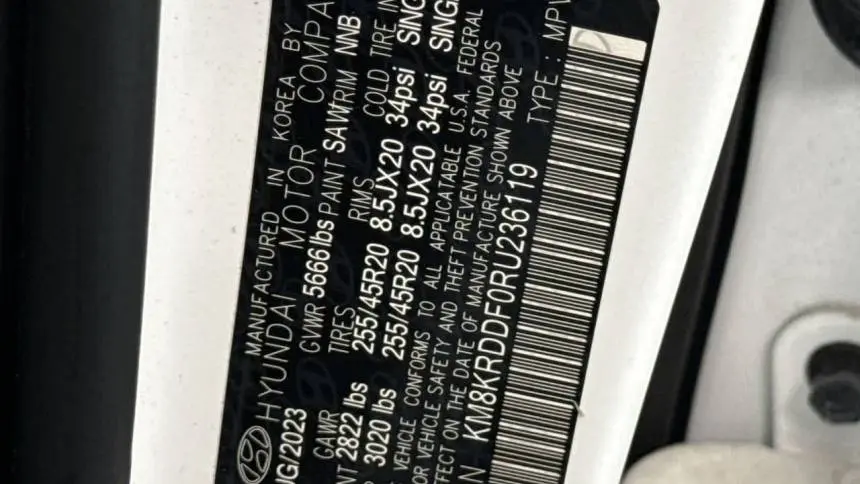 MANUFACTURED IN KOREA BY
HYUNDAI MOTOR COMPA
UG/2023 GVWR 5666 lbs PAINT SAW TRIM NNB
GAWR TIRES RIMS COLD TIRE IN
NT 2822 lbs 255/45R20 8.5JX20 34psi SING
3020 lbs 255/45R20 8.5JX20 34psi SING
VEHICLE CONFORMS TO ALL APPLICATABLE U.S.A. FEDERAL
OR VEHICLE SAFETY AND THEFT PREVENTION STANDARDS
EFFECT ON THE DATE OF MANUFACTURE SHOWN ABOVE
N KM8KRDDF0RU236119 TYPE : MPV